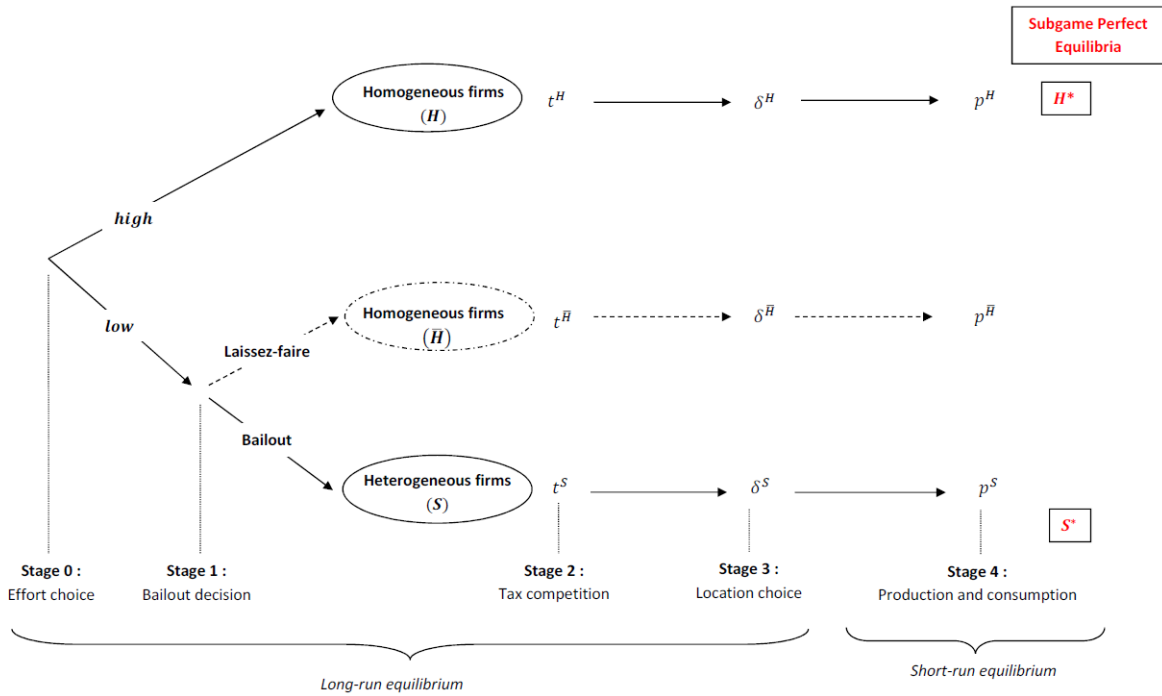 Subgame Perfect
Equilibria
Homogeneous firms
(H)
t^H
δ^H
p^H
H*
high
low
Homogeneous firms
(H̅)
t^H̅
δ^H̅
p^H̅
Laissez-faire
Bailout
Heterogeneous firms
(S)
t^S
δ^S
p^S
S*
Stage 0 :
Effort choice
Stage 1 :
Bailout decision
Stage 2 :
Tax competition
Stage 3 :
Location choice
Stage 4 :
Production and consumption
Long-run equilibrium
Short-run equilibrium